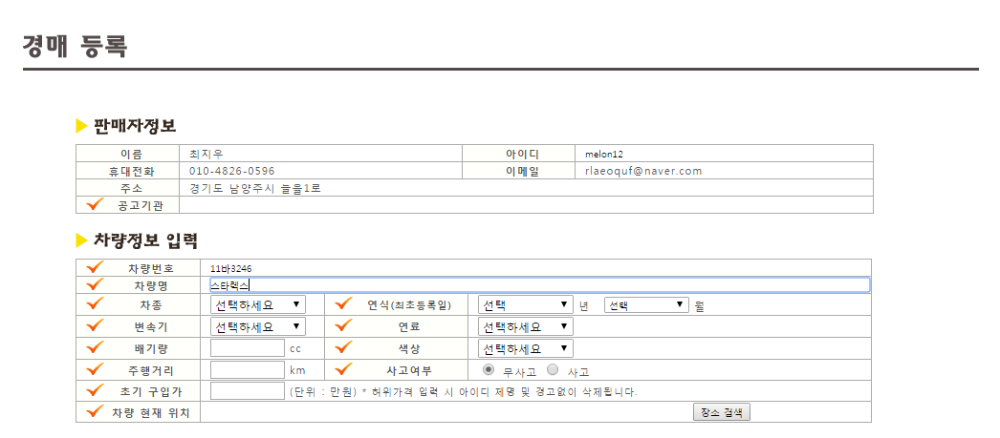 경매 등록
판매자정보
이름 최지우 아이디 melon12
휴대전화 010-4826-0596 이메일 rlaeoquf@naver.com
주소 경기도 남양주시 늘을1로
공고기관
차량정보 입력
차량번호 11바3246
차량명 스타렉스
차종 선택하세요 연식(최초등록일) 선택 년 선택 월
변속기 선택하세요 연료 선택하세요
배기량 cc 색상 선택하세요
주행거리 km 사고여부 무사고 사고
초기 구입가 (단위 : 만원) * 허위가격 입력 시 아이디 제명 및 경고없이 삭제됩니다.
차량 현재 위치 장소 검색